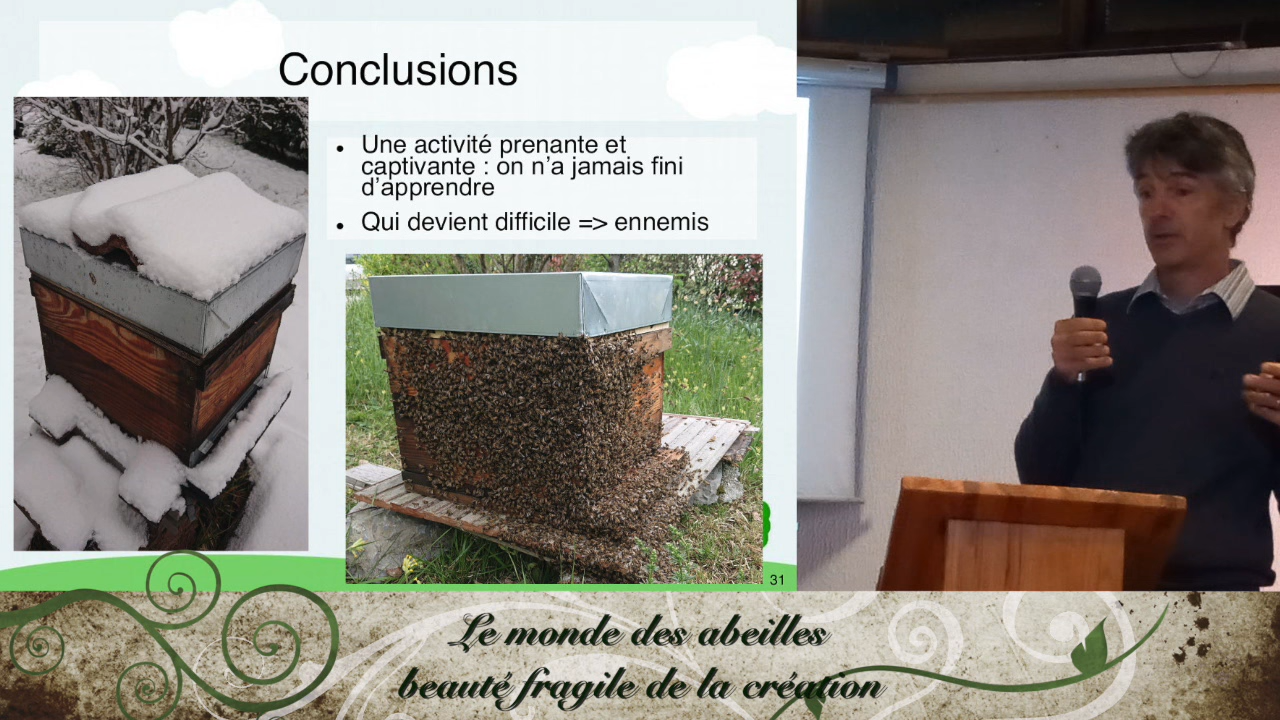 Conclusions
• Une activité prenante et
captivante : on n’a jamais fini
d’apprendre
• Qui devient difficile => ennemis
31
Le monde des abeilles
beauté fragile de la création